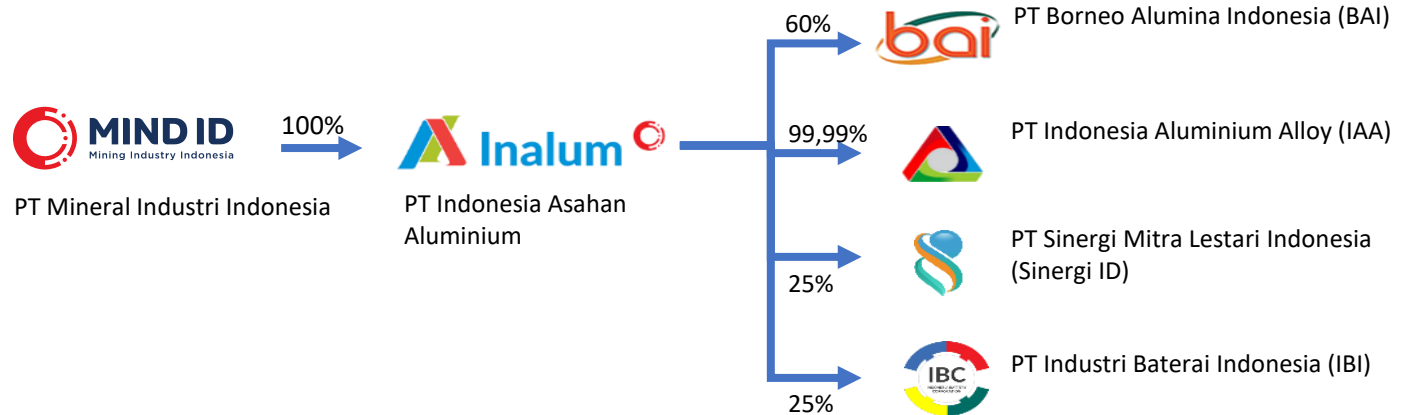 MIND ID
Mining Industry Indonesia
PT Mineral Industri Indonesia
100%
Inalum
PT Indonesia Asahan
Aluminium
60%
bai
PT Borneo Alumina Indonesia (BAI)
99,99%
PT Indonesia Aluminium Alloy (IAA)
25%
PT Sinergi Mitra Lestari Indonesia
(Sinergi ID)
25%
IBC
PT Industri Baterai Indonesia (IBI)